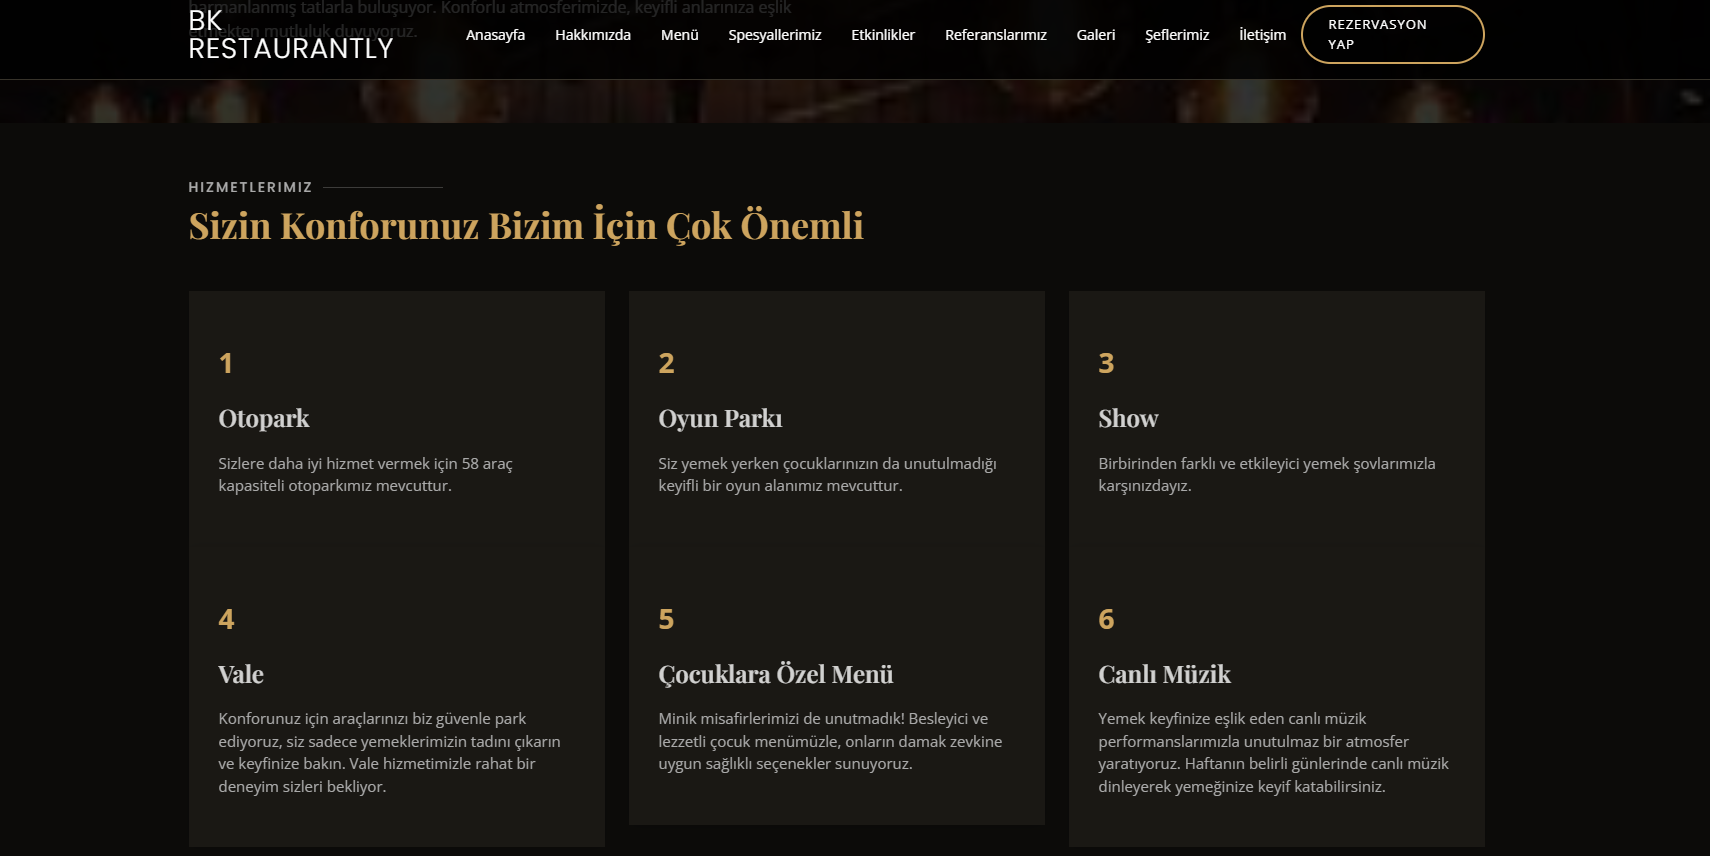 harmanlanmış tatlarla buluşuyor. Konforlu atmosferimizde, keyifli anlarınıza eşlik
etmekten mutluluk duyuyoruz.
BK
RESTAURANTLY
Anasayfa Hakkımızda Menü Spesyallerimiz Etkinlikler Referanslarımız Galeri Şeflerimiz İletişim
REZERVASYON
YAP
HIZMETLERIMIZ
Sizin Konforunuz Bizim İçin Çok Önemli
1
Otopark
Sizlere daha iyi hizmet vermek için 58 araç
kapasiteli otoparkımız mevcuttur.
2
Oyun Parkı
Siz yemek yerken çocuklarınızın da unutulmadığı
keyifli bir oyun alanımız mevcuttur.
3
Show
Birbirinden farklı ve etkileyici yemek şovlarımızla
karşınızdayız.
4
Vale
Konforunuz için araçlarınızı biz güvenle park
ediyoruz, siz sadece yemeklerimizin tadını çıkarın
ve keyfinize bakın. Vale hizmetimizle rahat bir
deneyim sizleri bekliyor.
5
Çocuklara Özel Menü
Minik misafirlerimizi de unutmadık! Besleyici ve
lezzetli çocuk menümüzle, onların damak zevkine
uygun sağlıklı seçenekler sunuyoruz.
6
Canlı Müzik
Yemek keyfinize eşlik eden canlı müzik
performanslarımızla unutulmaz bir atmosfer
yaratıyoruz. Haftanın belirli günlerinde canlı müzik
dinleyerek yemeğinize keyif katabilirsiniz.